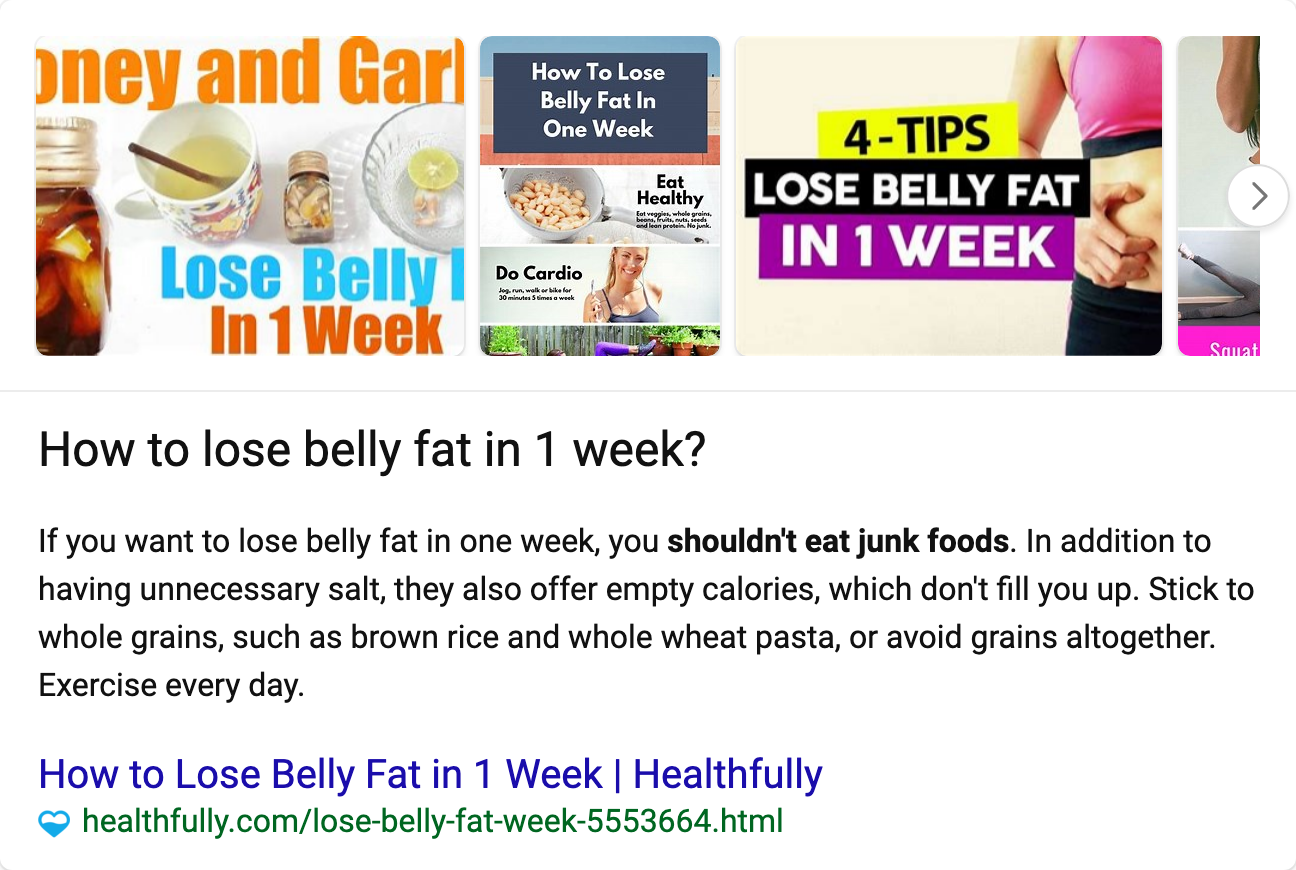 oney and Garl
Lose Belly
In 1 Week
How To Lose
Belly Fat In
One Week
Eat
Healthy
Eat veggies, whole grains,
beans, fruits, nuts, seeds
and lean protein. No junk.
Do Cardio
Jog, run, walk or bike for
30 minutes 5 times a week
4-TIPS
LOSE BELLY FAT
IN 1 WEEK
Squat
How to lose belly fat in 1 week?
If you want to lose belly fat in one week, you shouldn't eat junk foods. In addition to
having unnecessary salt, they also offer empty calories, which don't fill you up. Stick to
whole grains, such as brown rice and whole wheat pasta, or avoid grains altogether.
Exercise every day.
How to Lose Belly Fat in 1 Week | Healthfully
healthfully.com/lose-belly-fat-week-5553664.html